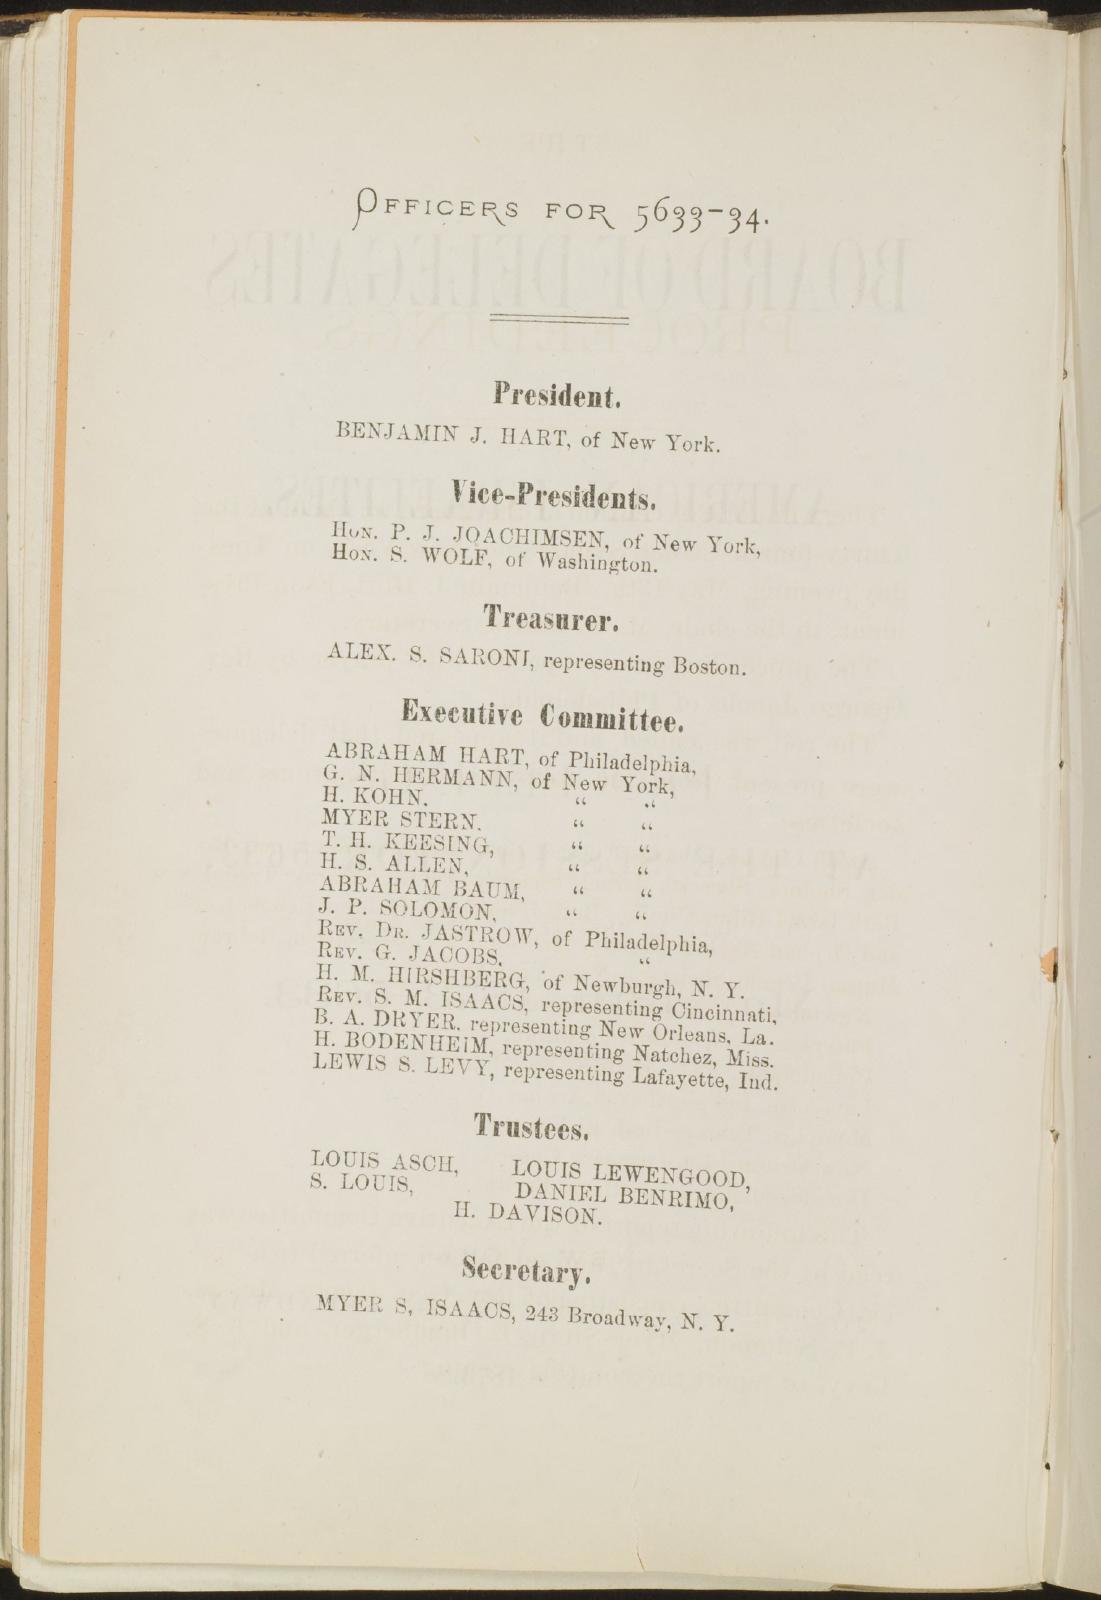 OFFICERS FOR 5633-34.
President.
BENJAMIN J. HART, of New York.
Vice-Presidents.
HON. P. J. JOACHIMSEN, of New York,
HON. S. WOLF, of Washington.
Treasurer.
ALEX. S. SARONI, representing Boston.
Executive Committee.
ABRAHAM HART, of Philadelphia,
G. N. HERMANN, of New York,
H. KOHN. “ “
MYER STERN. “ “
T. H. KEESING, “ “
H. S. ALLEN, “ “
ABRAHAM BAUM, “ “
J. P. SOLOMON, “ “
REV. DR. JASTROW, of Philadelphia,
REV. G. JACOBS. “
H. M. HIRSHBERG, of Newburgh, N. Y.
REV. S. M. ISAACS, representing Cincinnati,
B. A. DRYER. representing New Orleans, La.
H. BODENHEIM, representing Natchez, Miss.
LEWIS S. LEVY, representing Lafayette, Ind.
Trustees.
LOUIS ASCH, LOUIS LEWENGOOD,
S. LOUIS, DANIEL BENRIMO,
H. DAVISON.
Secretary.
MYER S, ISAACS, 243 Broadway, N. Y.